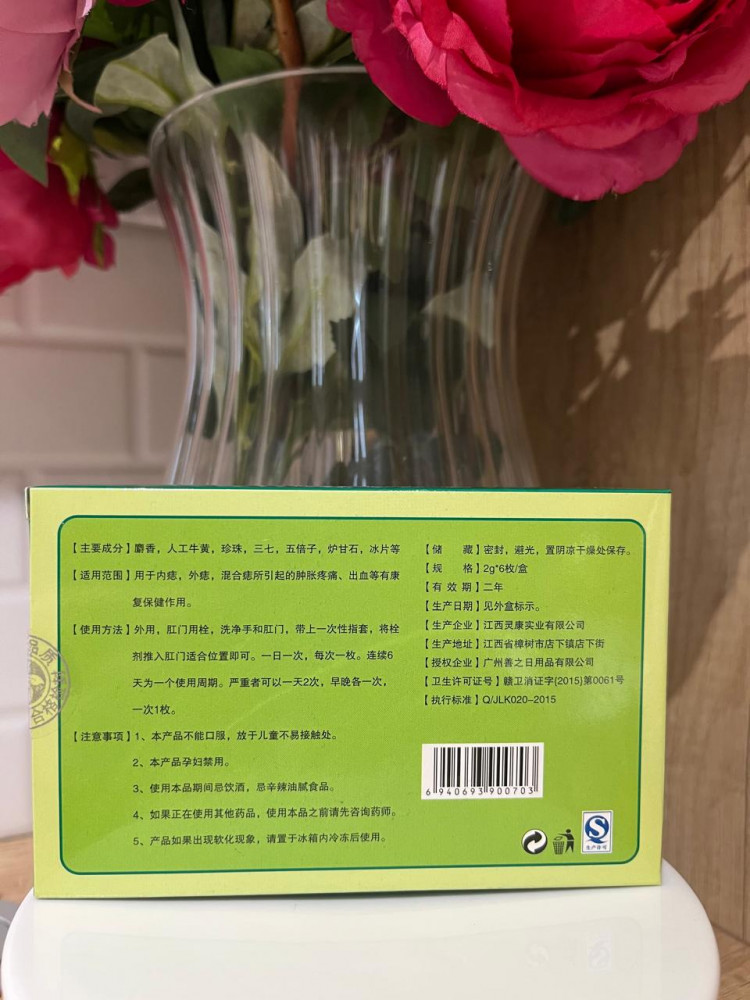 【主要成分】麝香，人工牛黄，珍珠，三七，五倍子，炉甘石，冰片等
【适用范围】用于内痔，外痔，混合痔所引起的肿胀疼痛、出血等有康
复保健作用。
【使用方法】外用，肛门用栓，洗净手和肛门，带上一次性指套，将栓
剂推入肛门适合位置即可。一日一次，每次一枚。连续6
天为一个使用周期。严重者可以一天2次，早晚各一次，
一次1枚。
【注意事项】1、本产品不能口服，放于儿童不易接触处。
2、本产品孕妇禁用。
3、使用本品期间忌饮酒，忌辛辣油腻食品。
4、如果正在使用其他药品，使用本品之前请先咨询药师。
5、产品如果出现软化现象，请置于冰箱内冷冻后使用。
【储 藏】密封，避光，置阴凉干燥处保存。
【规 格】2g*6枚/盒
【有 效 期】二年
【生产日期】见外盒标示。
【生产企业】江西灵康实业有限公司
【生产地址】江西省樟树市店下镇店下街
【授权企业】广州善之日用品有限公司
【卫生许可证号】赣卫消证字(2015)第0061号
【执行标准】Q/JLK020-2015
6 940693 900703
生产许可
品质
合格